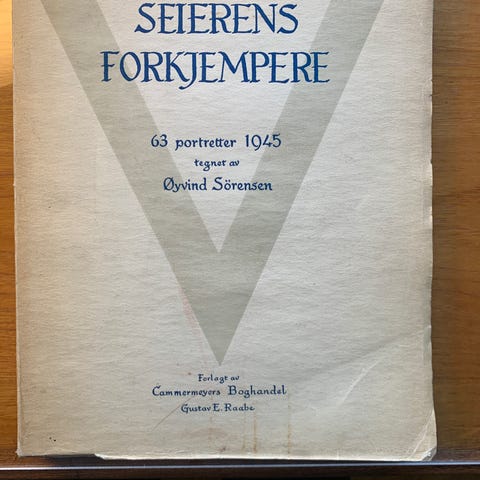 SEIERENS
FORKJEMPERE
63 portretter 1945
tegnet av
Øyvind Sörensen
Forlagt av
Cammermeyers Boghandel
Gustav E. Raabe